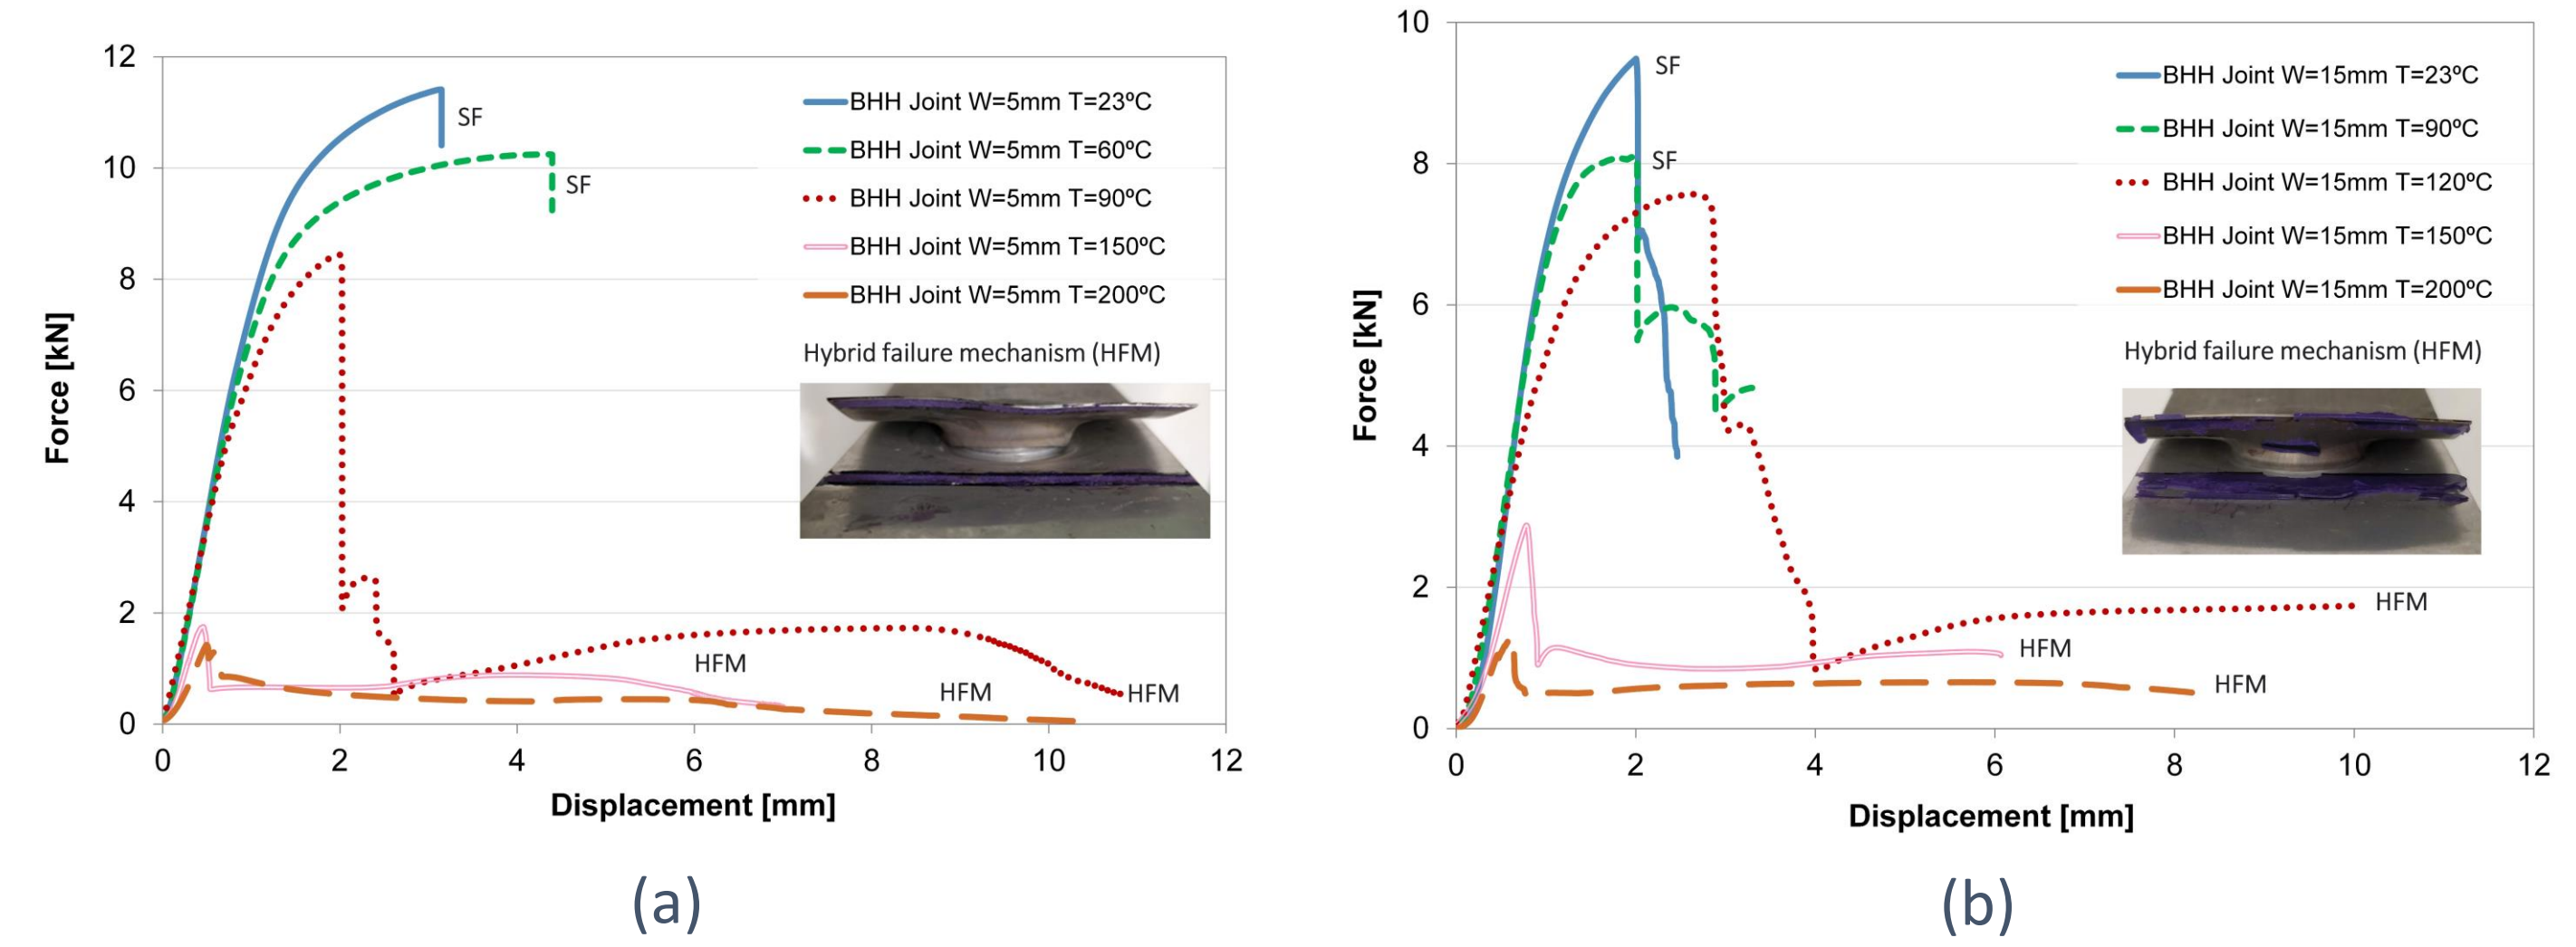 12
10
8
6
4
2
0
0
2
4
6
8
10
12
Force [kN]
Displacement [mm]
SF
SF
HFM
HFM
HFM
BHH Joint W=5mm T=23ºC
BHH Joint W=5mm T=60ºC
BHH Joint W=5mm T=90ºC
BHH Joint W=5mm T=150ºC
BHH Joint W=5mm T=200ºC
Hybrid failure mechanism (HFM)
(a)
10
8
6
4
2
0
0
2
4
6
8
10
12
Force [kN]
Displacement [mm]
SF
SF
HFM
HFM
HFM
BHH Joint W=15mm T=23ºC
BHH Joint W=15mm T=90ºC
BHH Joint W=15mm T=120ºC
BHH Joint W=15mm T=150ºC
BHH Joint W=15mm T=200ºC
Hybrid failure mechanism (HFM)
(b)